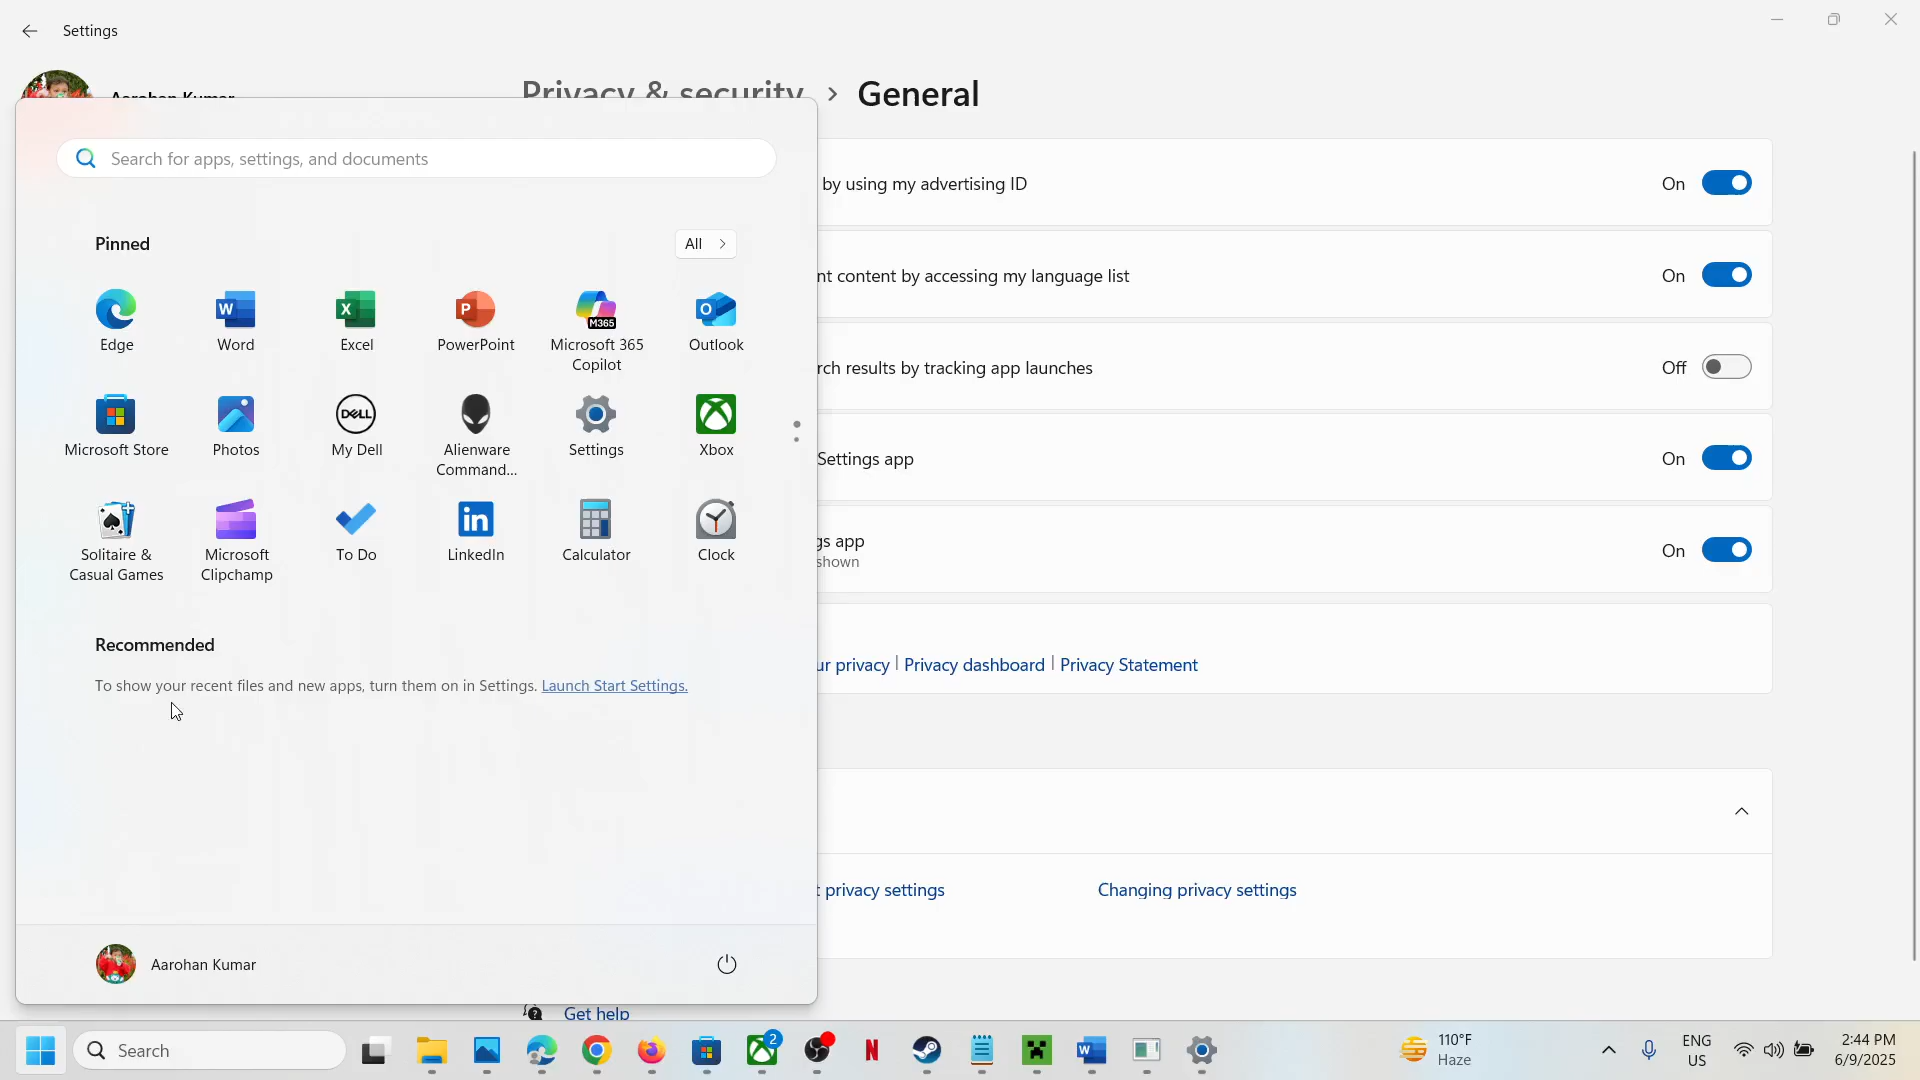 Settings
Aarohan Kumar
Privacy & security > General
Search for apps, settings, and documents
by using my advertising ID
On
Pinned
All
nt content by accessing my language list
On
Edge
Word
Excel
PowerPoint
M365
Microsoft 365
Copilot
Outlook
rch results by tracking app launches
Off
Microsoft Store
Photos
DELL
My Dell
Alienware
Command...
Settings
Xbox
Settings app
On
Solitaire &
Casual Games
Microsoft
Clipchamp
To Do
LinkedIn
Calculator
Clock
gs app
shown
On
Recommended
To show your recent files and new apps, turn them on in Settings. Launch Start Settings.
ur privacy | Privacy dashboard | Privacy Statement
t privacy settings
Changing privacy settings
Aarohan Kumar
Get help
Search
2
110°F
Haze
ENG
US
2:44 PM
6/9/2025